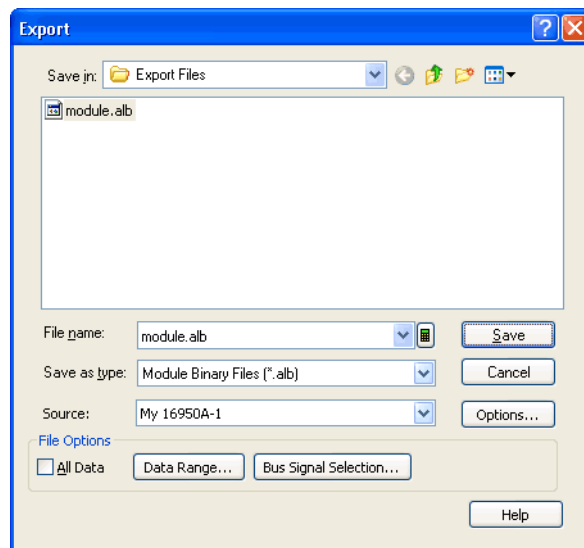 Export
Save in: Export Files
module.alb
File name: module.alb Save
Save as type: Module Binary Files (*.alb) Cancel
Source: My 16950A-1 Options...
File Options
All Data Data Range... Bus Signal Selection...
Help